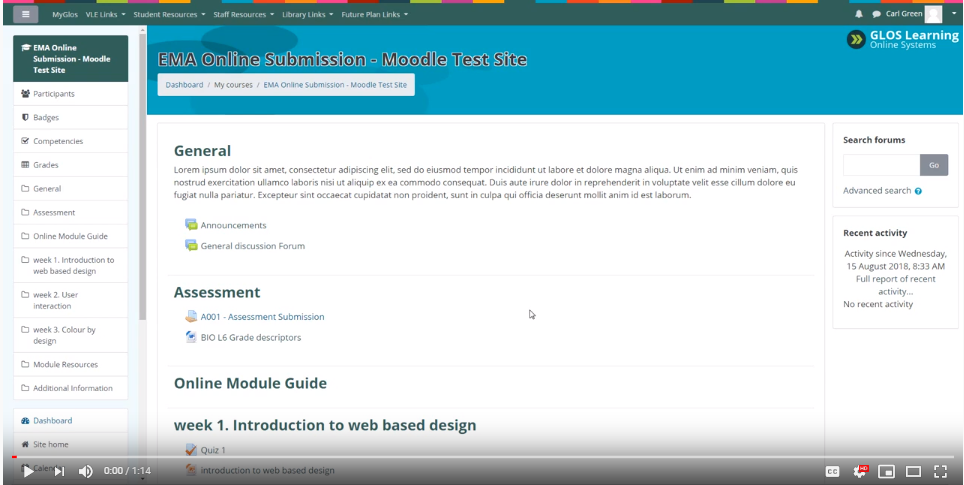 MyGlos VLE Links Student Resources Staff Resources Library Links Future Plan Links Carl Green
EMA Online
Submission - Moodle
Test Site
Participants
Badges
Competencies
Grades
General
Assessment
Online Module Guide
week 1. Introduction to
web based design
week 2. User
interaction
week 3. Colour by
design
Module Resources
Additional Information
Dashboard
Site home
Calendar
EMA Online Submission - Moodle Test Site
Dashboard / My courses / EMA Online Submission - Moodle Test Site
GLOS Learning
Online Systems
General
Lorem ipsum dolor sit amet, consectetur adipiscing elit, sed do eiusmod tempor incididunt ut labore et dolore magna aliqua. Ut enim ad minim veniam, quis
nostrud exercitation ullamco laboris nisi ut aliquip ex ea commodo consequat. Duis aute irure dolor in reprehenderit in voluptate velit esse cillum dolore eu
fugiat nulla pariatur. Excepteur sint occaecat cupidatat non proident, sunt in culpa qui officia deserunt mollit anim id est laborum.
Announcements
General discussion Forum
Assessment
A001 - Assessment Submission
BIO L6 Grade descriptors
Online Module Guide
week 1. Introduction to web based design
Quiz 1
introduction to web based design
Search forums
Go
Advanced search
Recent activity
Activity since Wednesday,
15 August 2018, 8:33 AM
Full report of recent
activity...
No recent activity
0:00 / 1:14
CC
HD